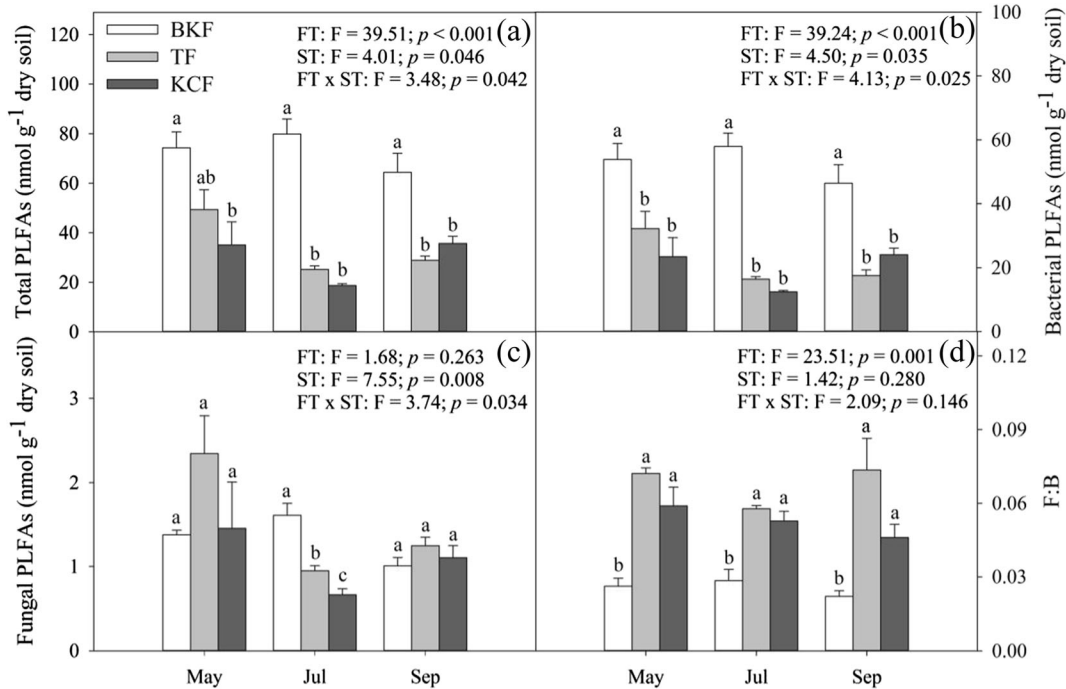 BKF
TF
KCF
FT: F = 39.51; p < 0.001
ST: F = 4.01; p = 0.046
FT x ST: F = 3.48; p = 0.042
(a)
Total PLFAs (nmol g⁻¹ dry soil)
120
100
80
60
40
20
0
a
ab
b
a
b
b
a
b
b
FT: F = 39.24; p < 0.001
ST: F = 4.50; p = 0.035
FT x ST: F = 4.13; p = 0.025
(b)
Bacterial PLFAs (nmol g⁻¹ dry soil)
100
80
60
40
20
0
a
b
b
a
b
b
a
b
b
FT: F = 1.68; p = 0.263
ST: F = 7.55; p = 0.008
FT x ST: F = 3.74; p = 0.034
(c)
Fungal PLFAs (nmol g⁻¹ dry soil)
3
2
1
0
a
a
a
a
b
c
a
a
a
May
Jul
Sep
FT: F = 23.51; p = 0.001
ST: F = 1.42; p = 0.280
FT x ST: F = 2.09; p = 0.146
(d)
F:B
0.12
0.09
0.06
0.03
0.00
b
a
a
b
a
a
b
a
a
May
Jul
Sep